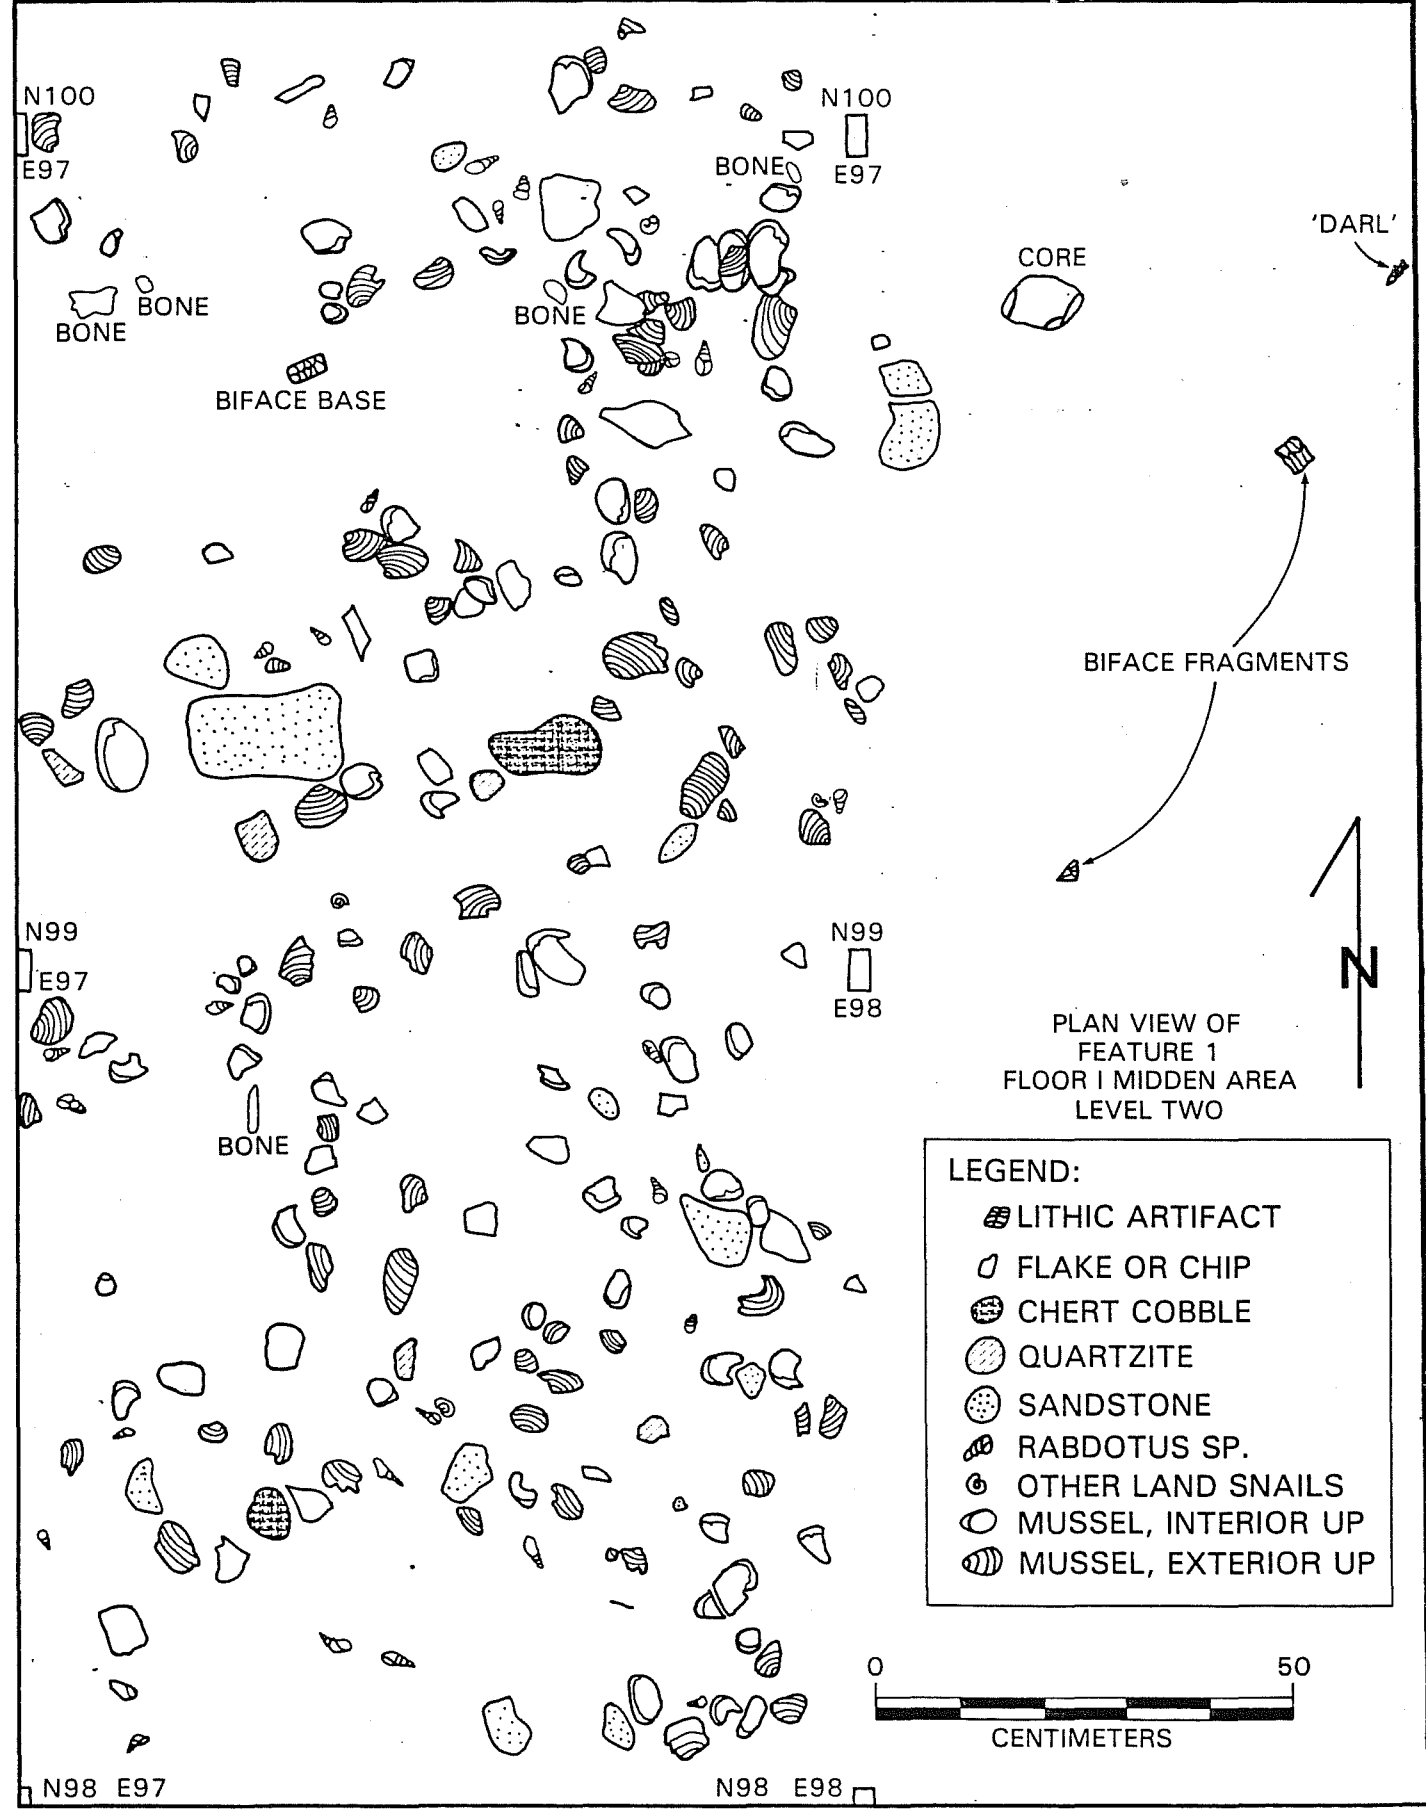 N100
E97
N100
E97
BONE
'DARL'
CORE
BONE
BONE
BONE
BIFACE BASE
BIFACE FRAGMENTS
N99
E97
N99
E98
N
PLAN VIEW OF
FEATURE 1
FLOOR I MIDDEN AREA
LEVEL TWO
BONE
LEGEND:
LITHIC ARTIFACT
FLAKE OR CHIP
CHERT COBBLE
QUARTZITE
SANDSTONE
RABDOTUS SP.
OTHER LAND SNAILS
MUSSEL, INTERIOR UP
MUSSEL, EXTERIOR UP
0 50
CENTIMETERS
N98 E97
N98 E98